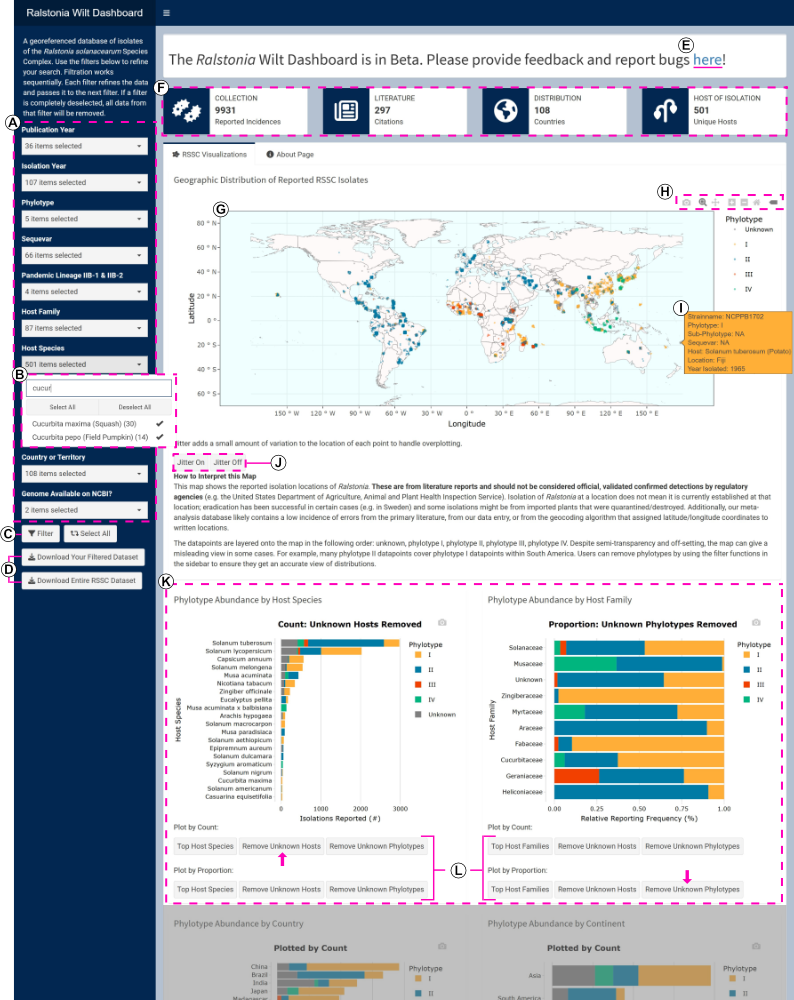 Ralstonia Wilt Dashboard
A georeferenced database of isolates
of the Ralstonia solanacearum Species
Complex. Use the filters below to refine
your search. Filtration works
sequentially. Each filter refines the data
and passes it to the next filter. If a filter
is completely deselected, all data from
that filter will be removed.
A
Publication Year
36 items selected
Isolation Year
107 items selected
Phylotype
5 items selected
Sequevar
66 items selected
Pandemic Lineage IIB-1 & IIB-2
4 items selected
Host Family
87 items selected
Host Species
501 items selected
B
cucur
Select All
Deselect All
Cucurbita maxima (Squash) (30)
Cucurbita pepo (Field Pumpkin) (14)
Country or Territory
108 items selected
Genome Available on NCBI?
2 items selected
C
Filter
Select All
D
Download Your Filtered Dataset
Download Entire RSSC Dataset
E
The Ralstonia Wilt Dashboard is in Beta. Please provide feedback and report bugs here!
F
COLLECTION
9931
Reported Incidences
LITERATURE
297
Citations
DISTRIBUTION
108
Countries
HOST OF ISOLATION
501
Unique Hosts
RSSC Visualizations
About Page
Geographic Distribution of Reported RSSC Isolates
H
G
80 ° N
60 ° N
40 ° N
20 ° N
0 °
20 ° S
40 ° S
60 ° S
Latitude
150 ° W
120 ° W
90 ° W
60 ° W
30 ° W
0 °
30 ° E
60 ° E
90 ° E
120 ° E
150 ° E
Longitude
Phylotype
Unknown
I
II
III
IV
I
Strainname: NCPPB1702
Phylotype: I
Sub-Phylotype: NA
Sequevar: NA
Host: Solanum tuberosum (Potato)
Location: Fiji
Year Isolated: 1965
Jitter adds a small amount of variation to the location of each point to handle overplotting.
Jitter On
Jitter Off
J
How to Interpret this Map
This map shows the reported isolation locations of Ralstonia. These are from literature reports and should not be considered official, validated confirmed detections by regulatory
agencies (e.g. the United States Department of Agriculture, Animal and Plant Health Inspection Service). Isolation of Ralstonia at a location does not mean it is currently established at that
location; eradication has been successful in certain cases (e.g. in Sweden) and some isolations might be from imported plants that were quarantined/destroyed. Additionally, our meta-
analysis database likely contains a low incidence of errors from the primary literature, from our data entry, or from the geocoding algorithm that assigned latitude/longitude coordinates to
written locations.
The datapoints are layered onto the map in the following order: unknown, phylotype I, phylotype II, phylotype III, phylotype IV. Despite semi-transparency and off-setting, the map can give a
misleading view in some cases. For example, many phylotype II datapoints cover phylotype I datapoints within South America. Users can remove phylotypes by using the filter functions in
the sidebar to ensure they get an accurate view of distributions.
K
Phylotype Abundance by Host Species
Count: Unknown Hosts Removed
Host Species
Solanum tuberosum
Solanum lycopersicum
Capsicum annuum
Solanum melongena
Musa acuminata
Nicotiana tabacum
Zingiber officinale
Eucalyptus pellita
Musa acuminata x balbisiana
Arachis hypogaea
Solanum macrocarpon
Musa paradisiaca
Solanum aethiopicum
Epipremnum aureum
Solanum dulcamara
Syzygium aromaticum
Solanum nigrum
Cucurbita maxima
Solanum americanum
Casuarina equisetifolia
0
1000
2000
3000
Isolations Reported (#)
Phylotype
I
II
III
IV
Unknown
Plot by Count:
Top Host Species
Remove Unknown Hosts
Remove Unknown Phylotypes
Plot by Proportion:
Top Host Species
Remove Unknown Hosts
Remove Unknown Phylotypes
L
Phylotype Abundance by Host Family
Proportion: Unknown Phylotypes Removed
Host Family
Solanaceae
Musaceae
Unknown
Zingiberaceae
Myrtaceae
Araceae
Fabaceae
Cucurbitaceae
Geraniaceae
Heliconiaceae
0.00
0.25
0.50
0.75
1.00
Relative Reporting Frequency (%)
Phylotype
I
II
III
IV
Plot by Count:
Top Host Families
Remove Unknown Hosts
Remove Unknown Phylotypes
Plot by Proportion:
Top Host Families
Remove Unknown Hosts
Remove Unknown Phylotypes
Phylotype Abundance by Country
Plotted by Count
China
Brazil
India
Japan
Madagascar
Phylotype
I
II
Phylotype Abundance by Continent
Plotted by Count
Asia
South America
Phylotype
I
II